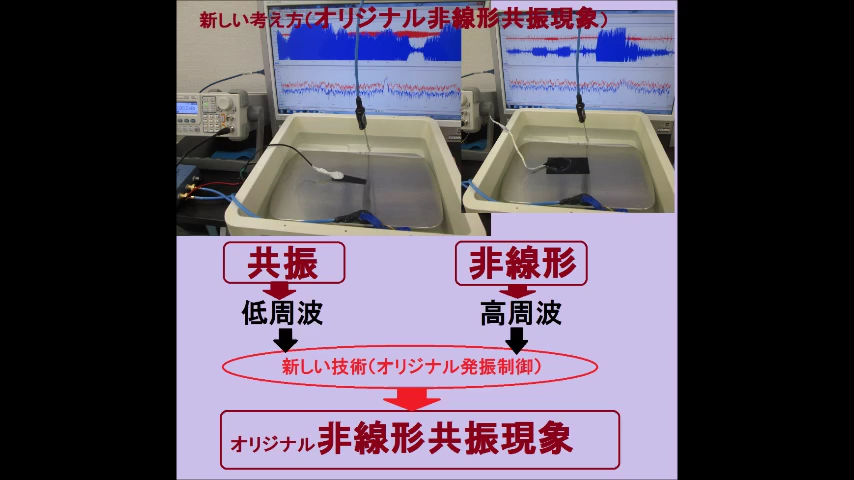 新しい考え方(オリジナル非線形共振現象)
共振
非線形
低周波
高周波
新しい技術(オリジナル発振制御)
オリジナル非線形共振現象